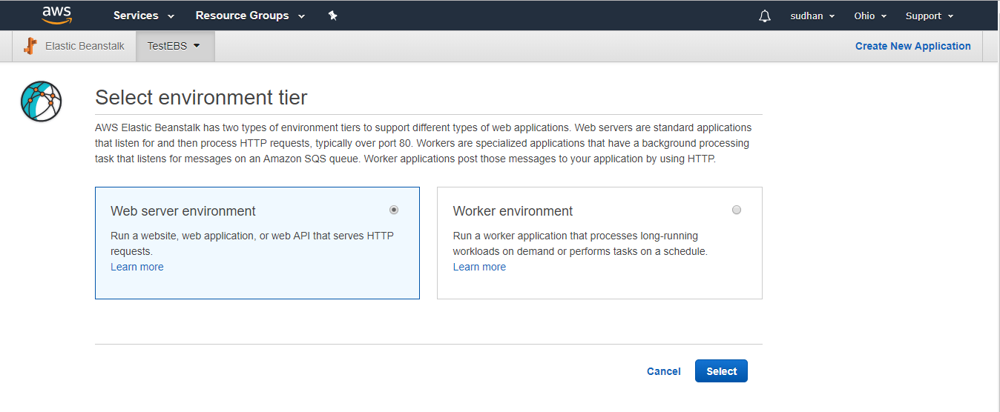 aws Services Resource Groups sudhan Ohio Support
Elastic Beanstalk TestEBS Create New Application
Select environment tier
AWS Elastic Beanstalk has two types of environment tiers to support different types of web applications. Web servers are standard applications
that listen for and then process HTTP requests, typically over port 80. Workers are specialized applications that have a background processing
task that listens for messages on an Amazon SQS queue. Worker applications post those messages to your application by using HTTP.
Web server environment
Run a website, web application, or web API that serves HTTP
requests.
Learn more
Worker environment
Run a worker application that processes long-running
workloads on demand or performs tasks on a schedule.
Learn more
Cancel Select